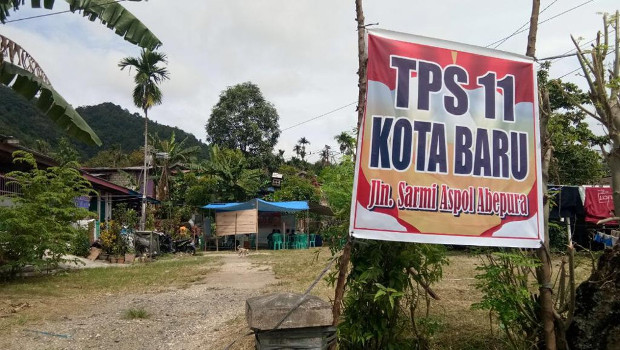 TPS 11
KOTA BARU
Jln. Sarmi Aspol Abepura